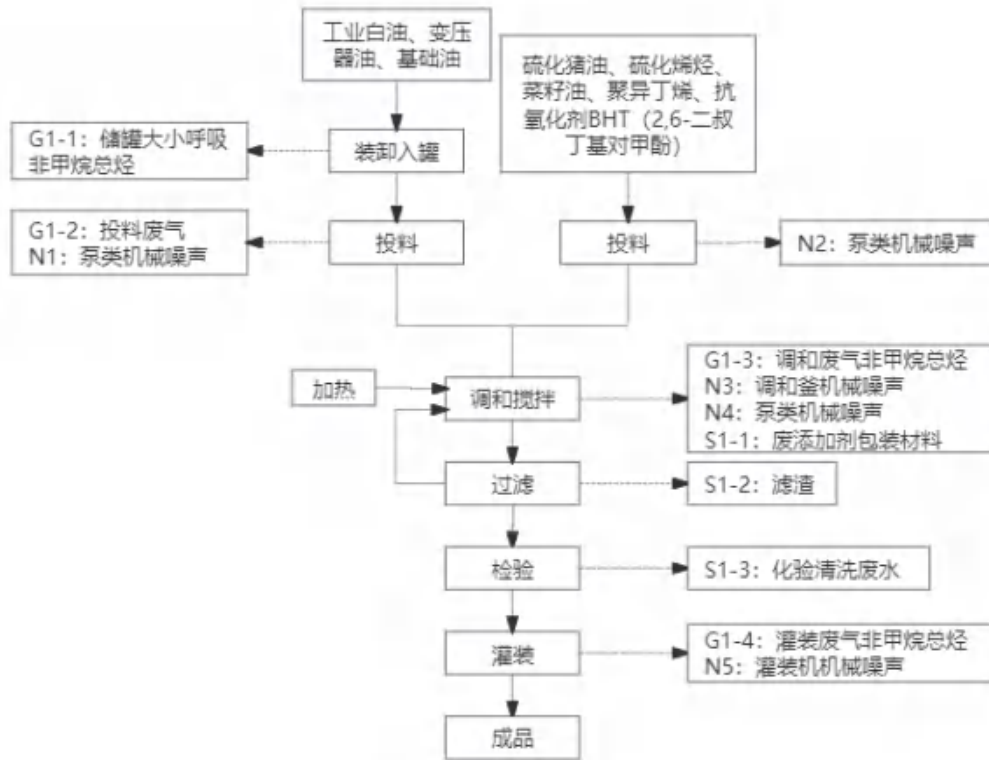 工业白油、变压
器油、基础油
硫化猪油、硫化烯烃、
菜籽油、聚异丁烯、抗
氧化剂BHT（2,6-二叔
丁基对甲酚）
G1-1：储罐大小呼吸
非甲烷总烃
装卸入罐
G1-2：投料废气
N1：泵类机械噪声
投料
投料
N2：泵类机械噪声
加热
调和搅拌
G1-3：调和废气非甲烷总烃
N3：调和釜机械噪声
N4：泵类机械噪声
S1-1：废添加剂包装材料
过滤
S1-2：滤渣
检验
S1-3：化验清洗废水
灌装
G1-4：灌装废气非甲烷总烃
N5：灌装机机械噪声
成品